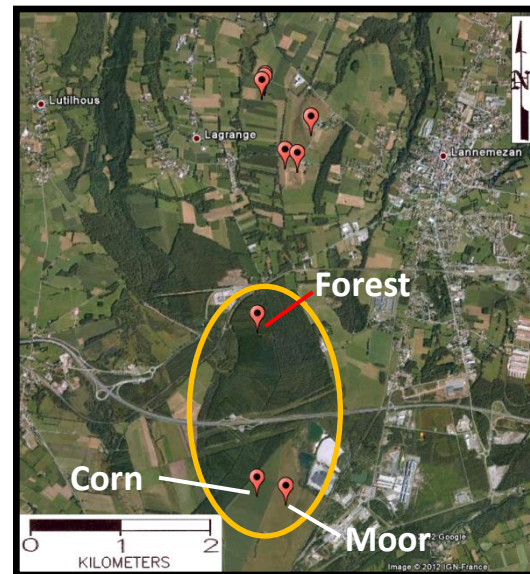 N
Lutilhous
Lagrange
Lannemezan
Forest
Corn
Moor
0 1 2
KILOMETERS
Google
Image © 2012 IGN-France